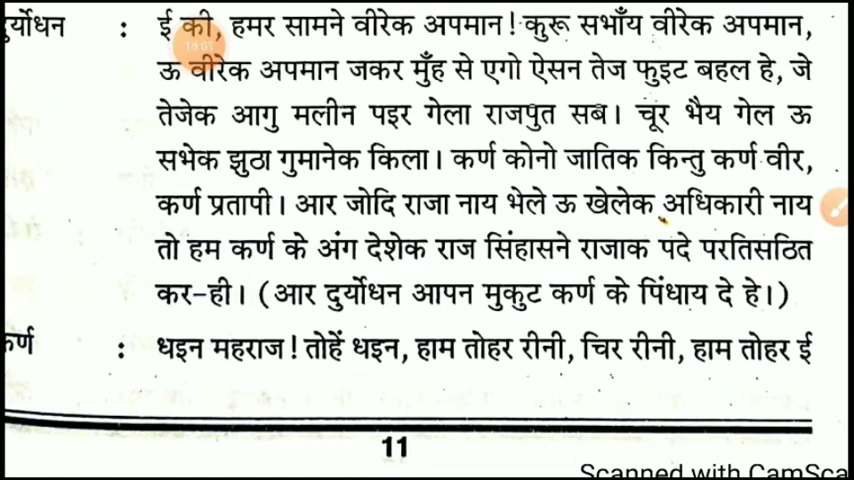 दुर्योधन : ई की, हमर सामने वीरेक अपमान! कुरू सभाँय वीरेक अपमान,
ऊ वीरेक अपमान जकर मुँह से एगो ऐसन तेज फुइट बहल हे, जे
तेजेक आगु मलीन पइर गेला राजपुत सब। चूर भैय गेल ऊ
सभेक झुठा गुमानेक किला। कर्ण कोनो जातिक किन्तु कर्ण वीर,
कर्ण प्रतापी। आर जोदि राजा नाय भेले ऊ खेलेक अधिकारी नाय
तो हम कर्ण के अंग देशेक राज सिंहासने राजाक पदे परतिसठित
कर-ही। (आर दुर्योधन आपन मुकुट कर्ण के पिंधाय दे हे।)
कर्ण : धइन महराज! तोहें धइन, हाम तोहर रीनी, चिर रीनी, हाम तोहर ई
11
Scanned with CamSca